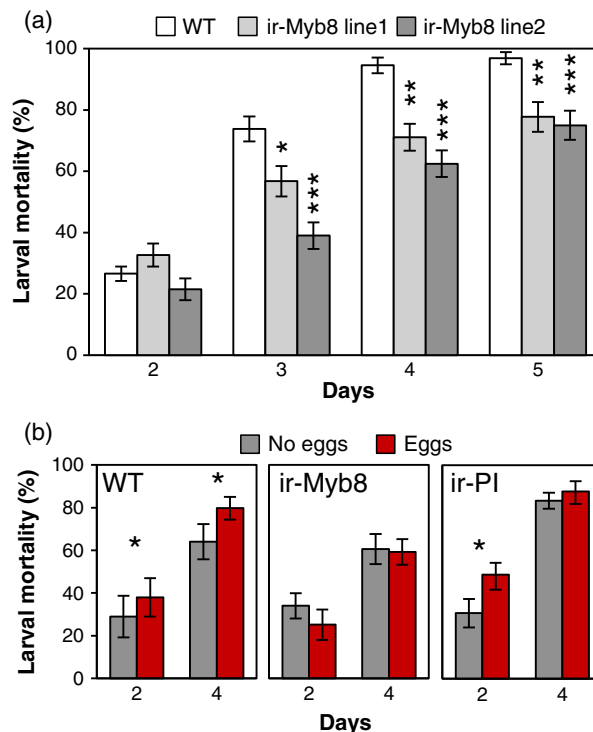 (a)
WT ir-Myb8 line1 ir-Myb8 line2
Larval mortality (%)
100
80
60
40
20
0
*
***
**
***
**
***
2 3 4 5
Days
(b)
No eggs Eggs
Larval mortality (%)
100
80
60
40
20
0
WT
*
*
ir-Myb8
ir-PI
*
2 4 2 4 2 4
Days